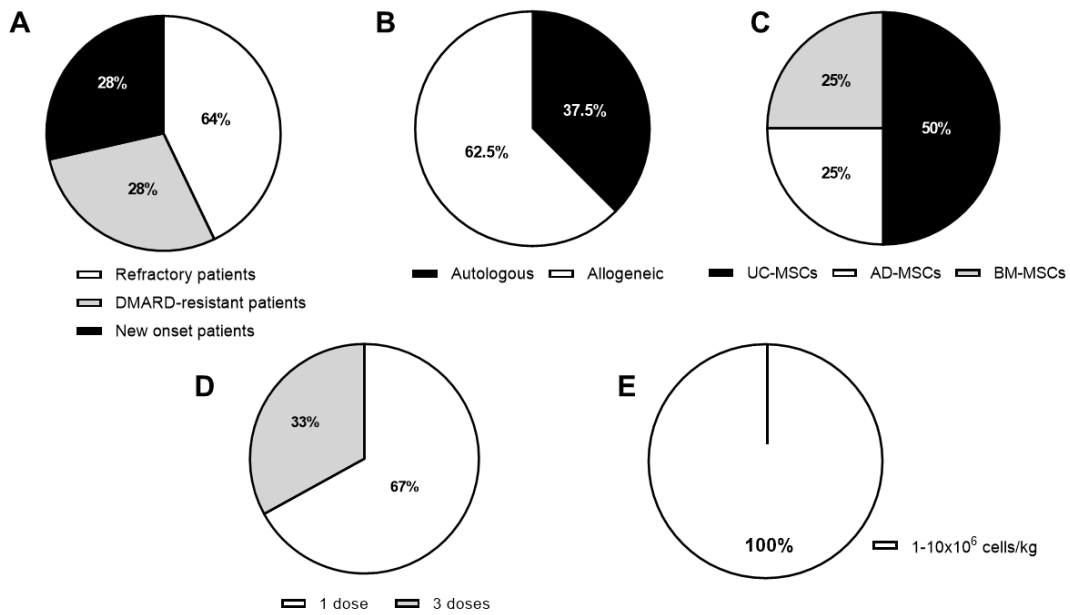 A
28%
64%
28%
Refractory patients
DMARD-resistant patients
New onset patients
B
37.5%
62.5%
Autologous Allogeneic
C
25%
50%
25%
UC-MSCs AD-MSCs BM-MSCs
D
33%
67%
1 dose 3 doses
E
100%
1-10x10⁶ cells/kg